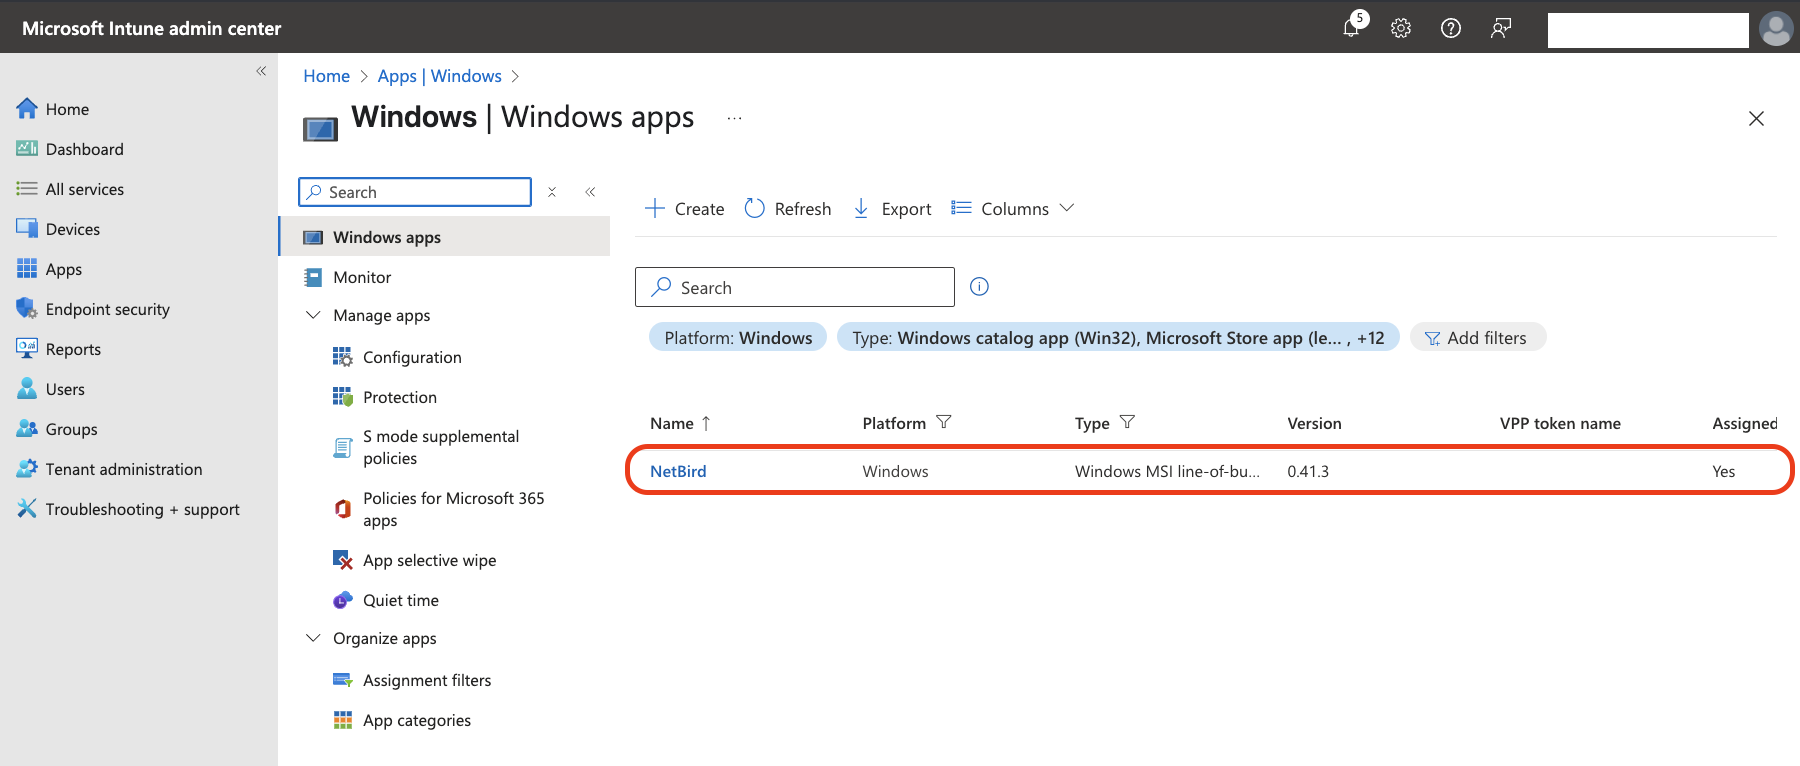 Microsoft Intune admin center
5
Home
Dashboard
All services
Devices
Apps
Endpoint security
Reports
Users
Groups
Tenant administration
Troubleshooting + support
Home > Apps | Windows >
Windows | Windows apps ...
Search
Windows apps
Monitor
Manage apps
Configuration
Protection
S mode supplemental
policies
Policies for Microsoft 365
apps
App selective wipe
Quiet time
Organize apps
Assignment filters
App categories
Create Refresh Export Columns
Search
Platform: Windows Type: Windows catalog app (Win32), Microsoft Store app (le... , +12 Add filters
Name ↑ Platform Type Version VPP token name Assigned
NetBird Windows Windows MSI line-of-bu... 0.41.3 Yes